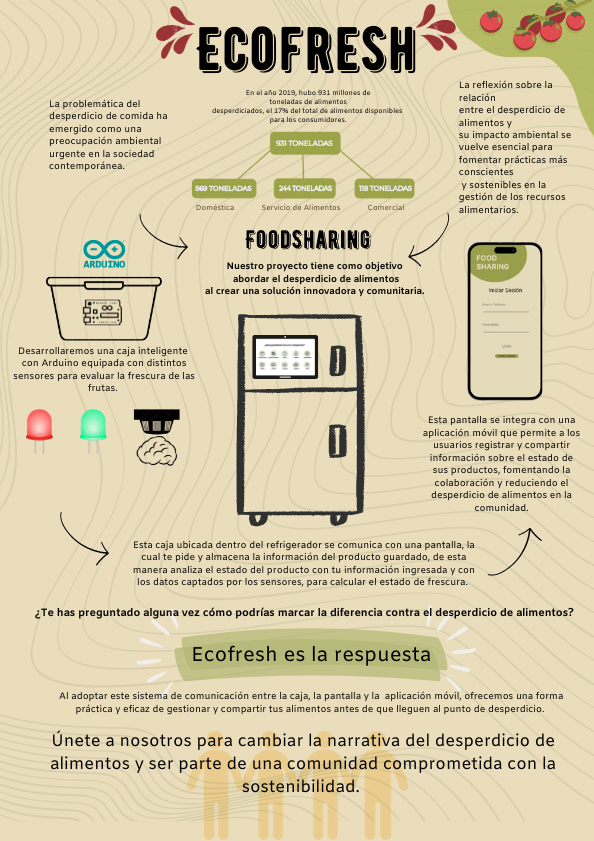 ECOFRESH
En el año 2019, hubo 931 millones de
toneladas de alimentos
desperdiciados, el 17% del total de alimentos disponibles
para los consumidores.
La problemática del
desperdicio de comida ha
emergido como una
preocupación ambiental
urgente en la sociedad
contemporánea.
La reflexión sobre la
relación
entre el desperdicio de
alimentos y
su impacto ambiental se
vuelve esencial para
fomentar prácticas más
conscientes
y sostenibles en la
gestión de los recursos
alimentarios.
931 TONELADAS
569 TONELADAS
244 TONELADAS
118 TONELADAS
Doméstica
Servicio de Alimentos
Comercial
FOODSHARING
Nuestro proyecto tiene como objetivo
abordar el desperdicio de alimentos
al crear una solución innovadora y comunitaria.
ARDUINO
Desarrollaremos una caja inteligente
con Arduino equipada con distintos
sensores para evaluar la frescura de las
frutas.
FOOD
SHARING
Iniciar Sesión
Esta pantalla se integra con una
aplicación móvil que permite a los
usuarios registrar y compartir
información sobre el estado de
sus productos, fomentando la
colaboración y reduciendo el
desperdicio de alimentos en la
comunidad.
Esta caja ubicada dentro del refrigerador se comunica con una pantalla, la
cual te pide y almacena la información del producto guardado, de esta
manera analiza el estado del producto con tu información ingresada y con
los datos captados por los sensores, para calcular el estado de frescura.
¿Te has preguntado alguna vez cómo podrías marcar la diferencia contra el desperdicio de alimentos?
Ecofresh es la respuesta
Al adoptar este sistema de comunicación entre la caja, la pantalla y la aplicación móvil, ofrecemos una forma
práctica y eficaz de gestionar y compartir tus alimentos antes de que lleguen al punto de desperdicio.
Únete a nosotros para cambiar la narrativa del desperdicio de
alimentos y ser parte de una comunidad comprometida con la
sostenibilidad.